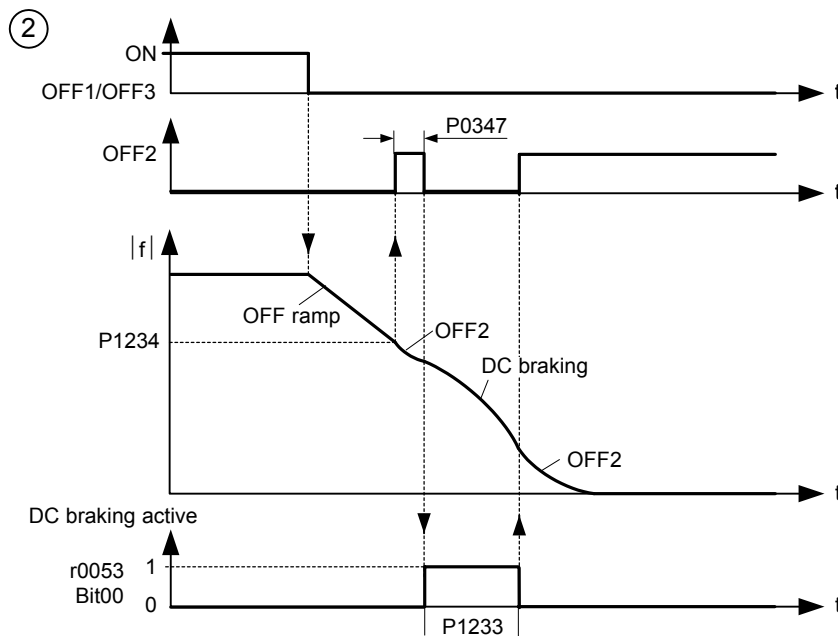 2
ON
OFF1/OFF3
t
P0347
OFF2
t
|f|
OFF ramp
OFF2
P1234
DC braking
OFF2
t
DC braking active
r0053 1
Bit00 0
t
P1233